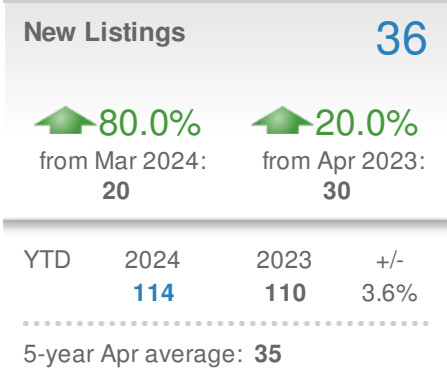 New Listings 36
80.0% 20.0%
from Mar 2024: from Apr 2023:
20 30
YTD 2024 2023 +/-
114 110 3.6%
5-year Apr average: 35